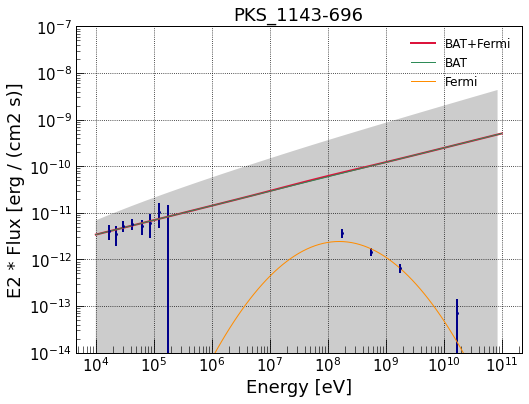 PKS_1143-696
E2 * Flux [erg / (cm2 s)]
10^-7
10^-8
10^-9
10^-10
10^-11
10^-12
10^-13
10^-14
BAT+Fermi
BAT
Fermi
10^4 10^5 10^6 10^7 10^8 10^9 10^10 10^11
Energy [eV]